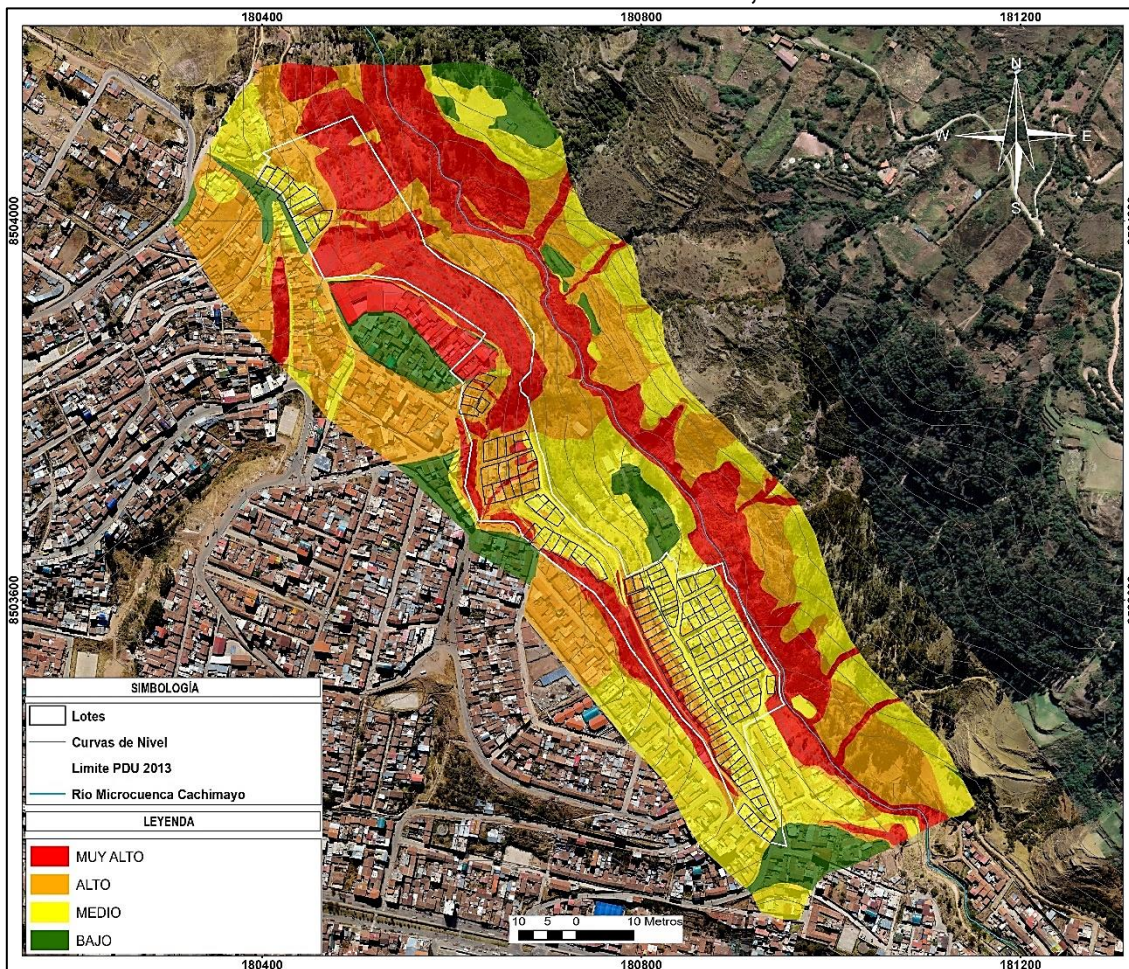 180400 180800 181200
N
W E
S
8504000
8503600
SIMBOLOGÍA
Lotes
Curvas de Nivel
Limite PDU 2013
Rio Microcuenca Cachimayo
LEYENDA
MUY ALTO
ALTO
MEDIO
BAJO
10 5 0 10 Metros
180400 180800 181200